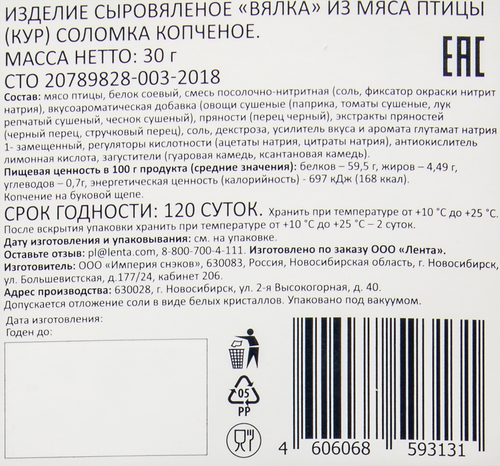 ИЗДЕЛИЕ СЫРОВЯЛЕНОЕ «ВЯЛКА» ИЗ МЯСА ПТИЦЫ
(КУР) СОЛОМКА КОПЧЕНОЕ.
МАССА НЕТТО: 30 г
СТО 20789828-003-2018
EAC
Состав: мясо птицы, белок соевый, смесь посолочно-нитритная (соль, фиксатор окраски нитрит
натрия), вкусоароматическая добавка (овощи сушеные (паприка, томаты сушеные, лук
репчатый сушеный, чеснок сушеный), пряности (перец черный), экстракты пряностей
(черный перец, стручковый перец), соль, декстроза, усилитель вкуса и аромата глутамат натрия
1- замещенный, регуляторы кислотности (ацетаты натрия, цитраты натрия), антиокислитель
лимонная кислота, загустители (гуаровая камедь, ксантановая камедь).
Пищевая ценность в 100 г продукта (средние значения): белков – 59,5 г, жиров – 4,49 г,
углеводов – 0,7г, энергетическая ценность (калорийность) - 697 кДж (168 ккал).
Копчение на буковой щепе.
СРОК ГОДНОСТИ: 120 СУТОК. Хранить при температуре от +10 °С до +25 °С.
После вскрытия упаковки хранить при температуре от +10 °С до +25 °С – 2 суток.
Дату изготовления и упаковывания: см. на упаковке.
Оставьте отзыв: pl@lenta.com, 8-800-700-4-111. Изготовлено по заказу ООО «Лента».
Изготовитель: ООО «Империя снэков», 630083, Россия, Новосибирская область, г. Новосибирск,
ул. Большевистская, д.177/24, кабинет 206.
Адрес производства: 630028, г. Новосибирск, ул. 2-я Высокогорная, д. 40.
Допускается отложение соли в виде белых кристаллов. Упаковано под вакуумом.
Дата изготовления:
Годен до:
05
PP
4 606068 593131